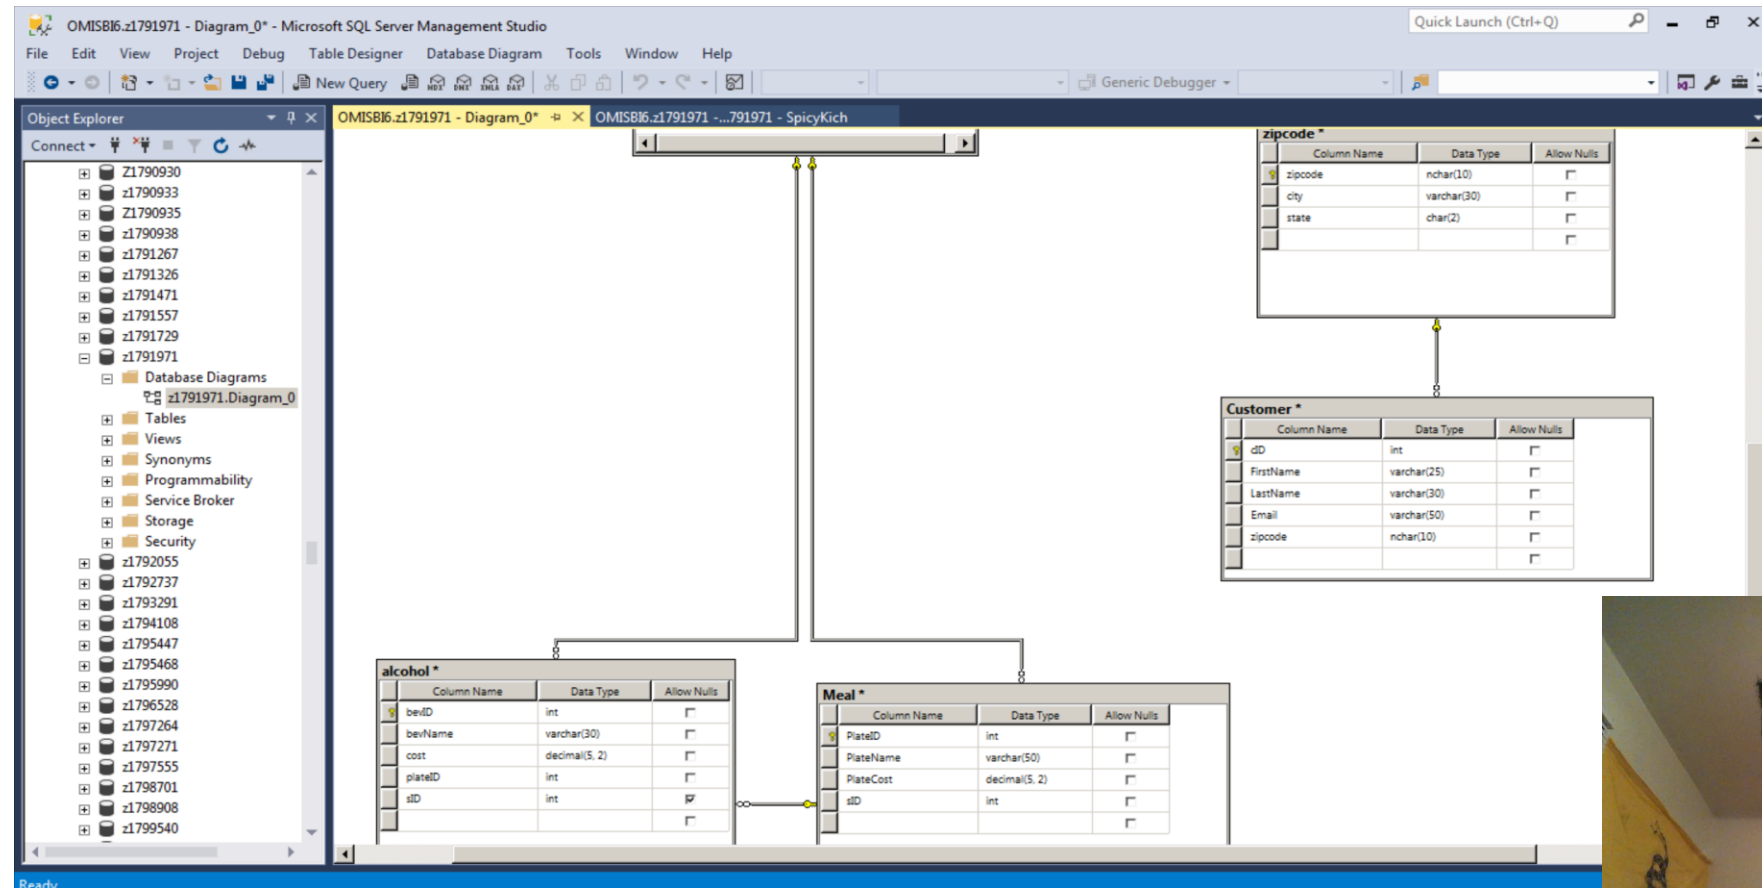 OMISBI6.z1791971 - Diagram_0* - Microsoft SQL Server Management Studio
Quick Launch (Ctrl+Q)
File Edit View Project Debug Table Designer Database Diagram Tools Window Help
New Query MDX DMX XMLA DAX Generic Debugger
Object Explorer
OMISBI6.z1791971 - Diagram_0*
OMISBI6.z1791971 -...791971 - SpicyKich
Connect
Z1790930
z1790933
Z1790935
z1790938
z1791267
z1791326
z1791471
z1791557
z1791729
z1791971
Database Diagrams
z1791971.Diagram_0
Tables
Views
Synonyms
Programmability
Service Broker
Storage
Security
z1792055
z1792737
z1793291
z1794108
z1795447
z1795468
z1795990
z1796528
z1797264
z1797271
z1797555
z1798701
z1798908
z1799540
zipcode *
Column Name Data Type Allow Nulls
zipcode nchar(10)
city varchar(30)
state char(2)
Customer *
Column Name Data Type Allow Nulls
cID int
FirstName varchar(25)
LastName varchar(30)
Email varchar(50)
zipcode nchar(10)
alcohol *
Column Name Data Type Allow Nulls
bevID int
bevName varchar(30)
cost decimal(5, 2)
plateID int
sID int
Meal *
Column Name Data Type Allow Nulls
PlateID int
PlateName varchar(50)
PlateCost decimal(5, 2)
sID int
Ready